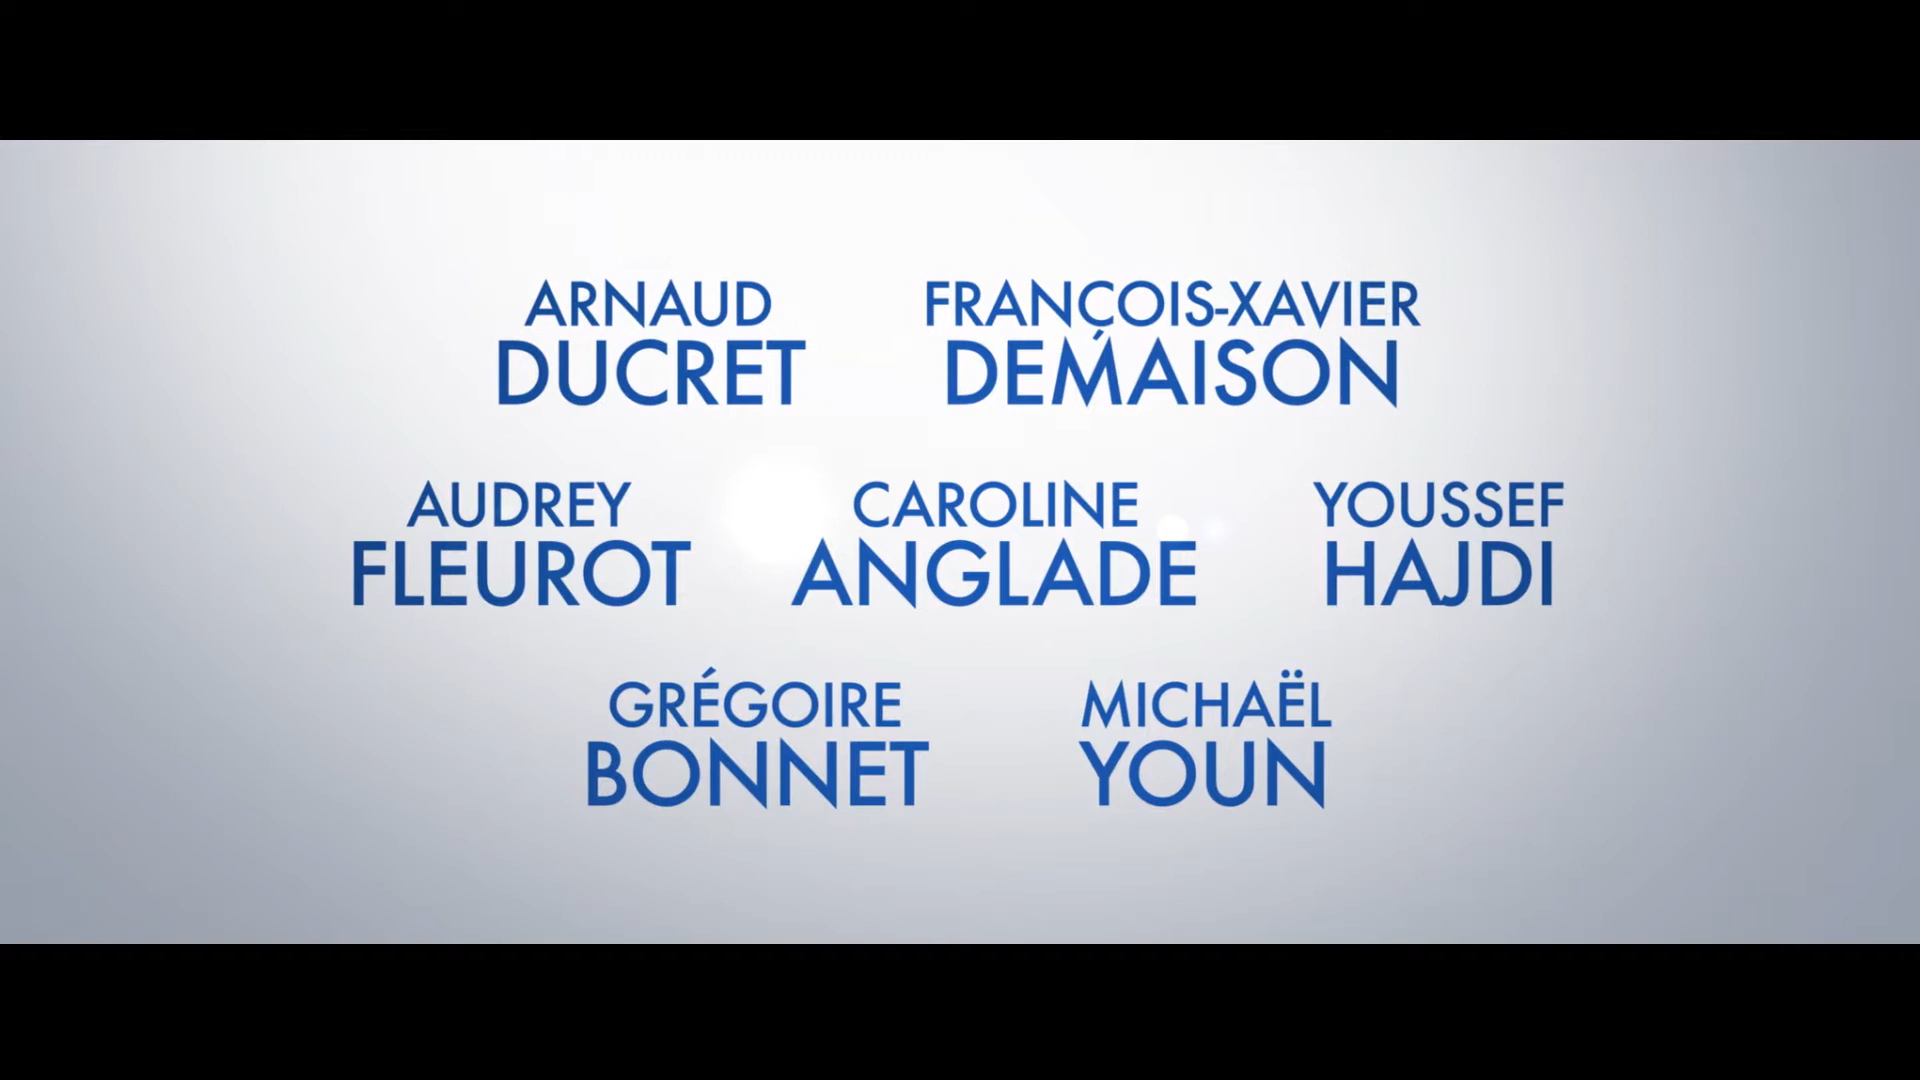 ARNAUD FRANÇOIS-XAVIER
DUCRET DEMAISON
AUDREY CAROLINE YOUSSEF
FLEUROT ANGLADE HAJDI
GRÉGOIRE MICHAËL
BONNET YOUN